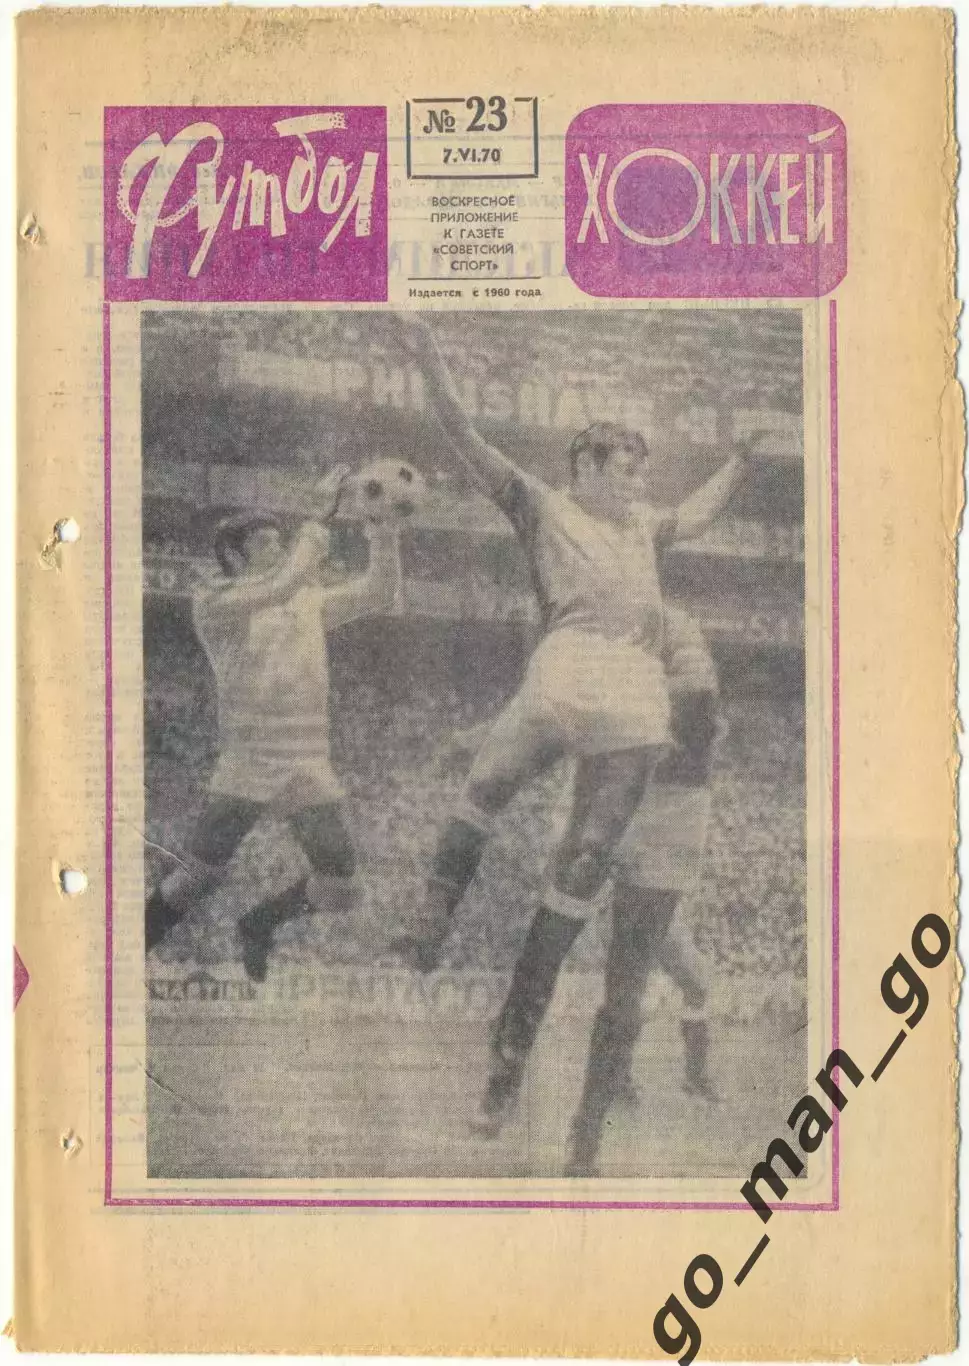 Футбол
№ 23
7.VI.70
ВОСКРЕСНОЕ
ПРИЛОЖЕНИЕ
К ГАЗЕТЕ
«СОВЕТСКИЙ
СПОРТ»
Издается с 1960 года
ХОККЕЙ
go_man_go